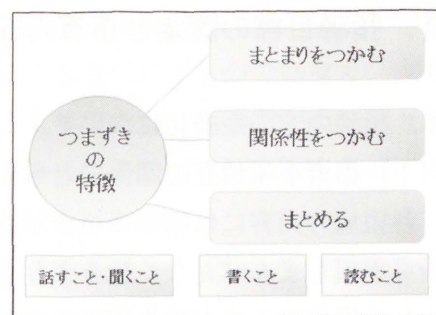 まとまりをつかむ
つまずき
の
特徴
関係性をつかむ
まとめる
話すこと・聞くこと
書くこと
読むこと